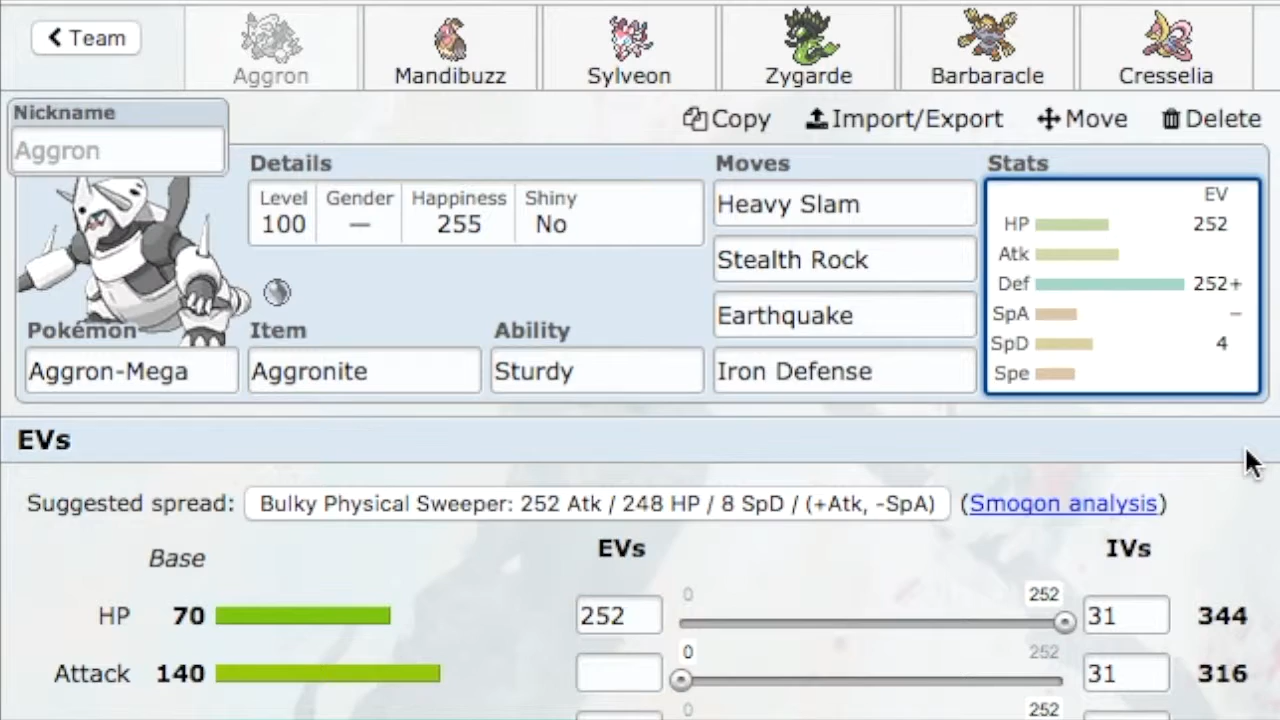 Team
Aggron
Mandibuzz
Sylveon
Zygarde
Barbaracle
Cresselia
Nickname
Aggron
Copy
Import/Export
Move
Delete
Details
Level
Gender
Happiness
Shiny
100
—
255
No
Pokémon
Aggron-Mega
Item
Aggronite
Ability
Sturdy
Moves
Heavy Slam
Stealth Rock
Earthquake
Iron Defense
Stats
EV
HP 252
Atk
Def 252+
SpA −
SpD 4
Spe
EVs
Suggested spread: Bulky Physical Sweeper: 252 Atk / 248 HP / 8 SpD / (+Atk, -SpA) (Smogon analysis)
Base EVs IVs
0 252
HP 70 252 31 344
0 252
Attack 140 31 316
0 252